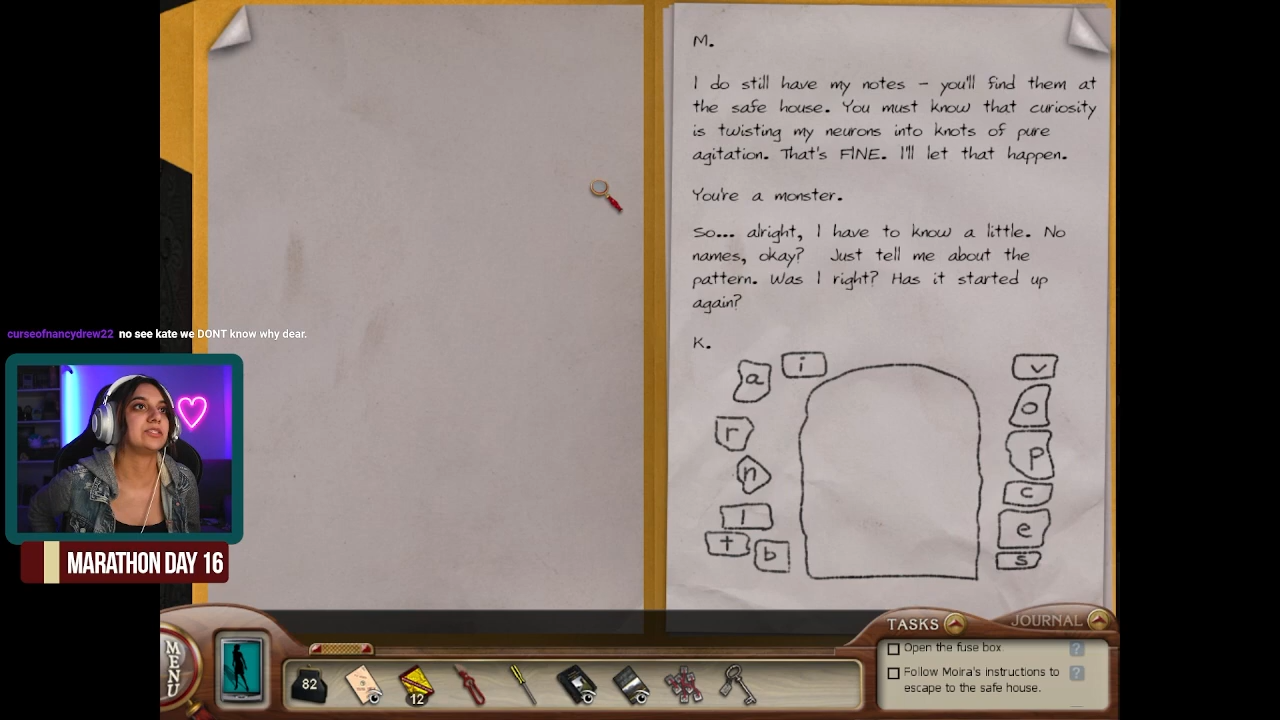 M.
I do still have my notes - you'll find them at
the safe house. You must know that curiosity
is twisting my neurons into knots of pure
agitation. That's FINE. I'll let that happen.
You're a monster.
So... alright, I have to know a little. No
names, okay? Just tell me about the
pattern. Was I right? Has it started up
again?
K.
i
a
r
n
l
t
b
v
o
p
c
e
s
curseofnancydrew22 no see kate we DONT know why dear.
MARATHON DAY 16
MENU
82
12
TASKS
JOURNAL
Open the fuse box. ?
Follow Moira's instructions to ?
escape to the safe house.